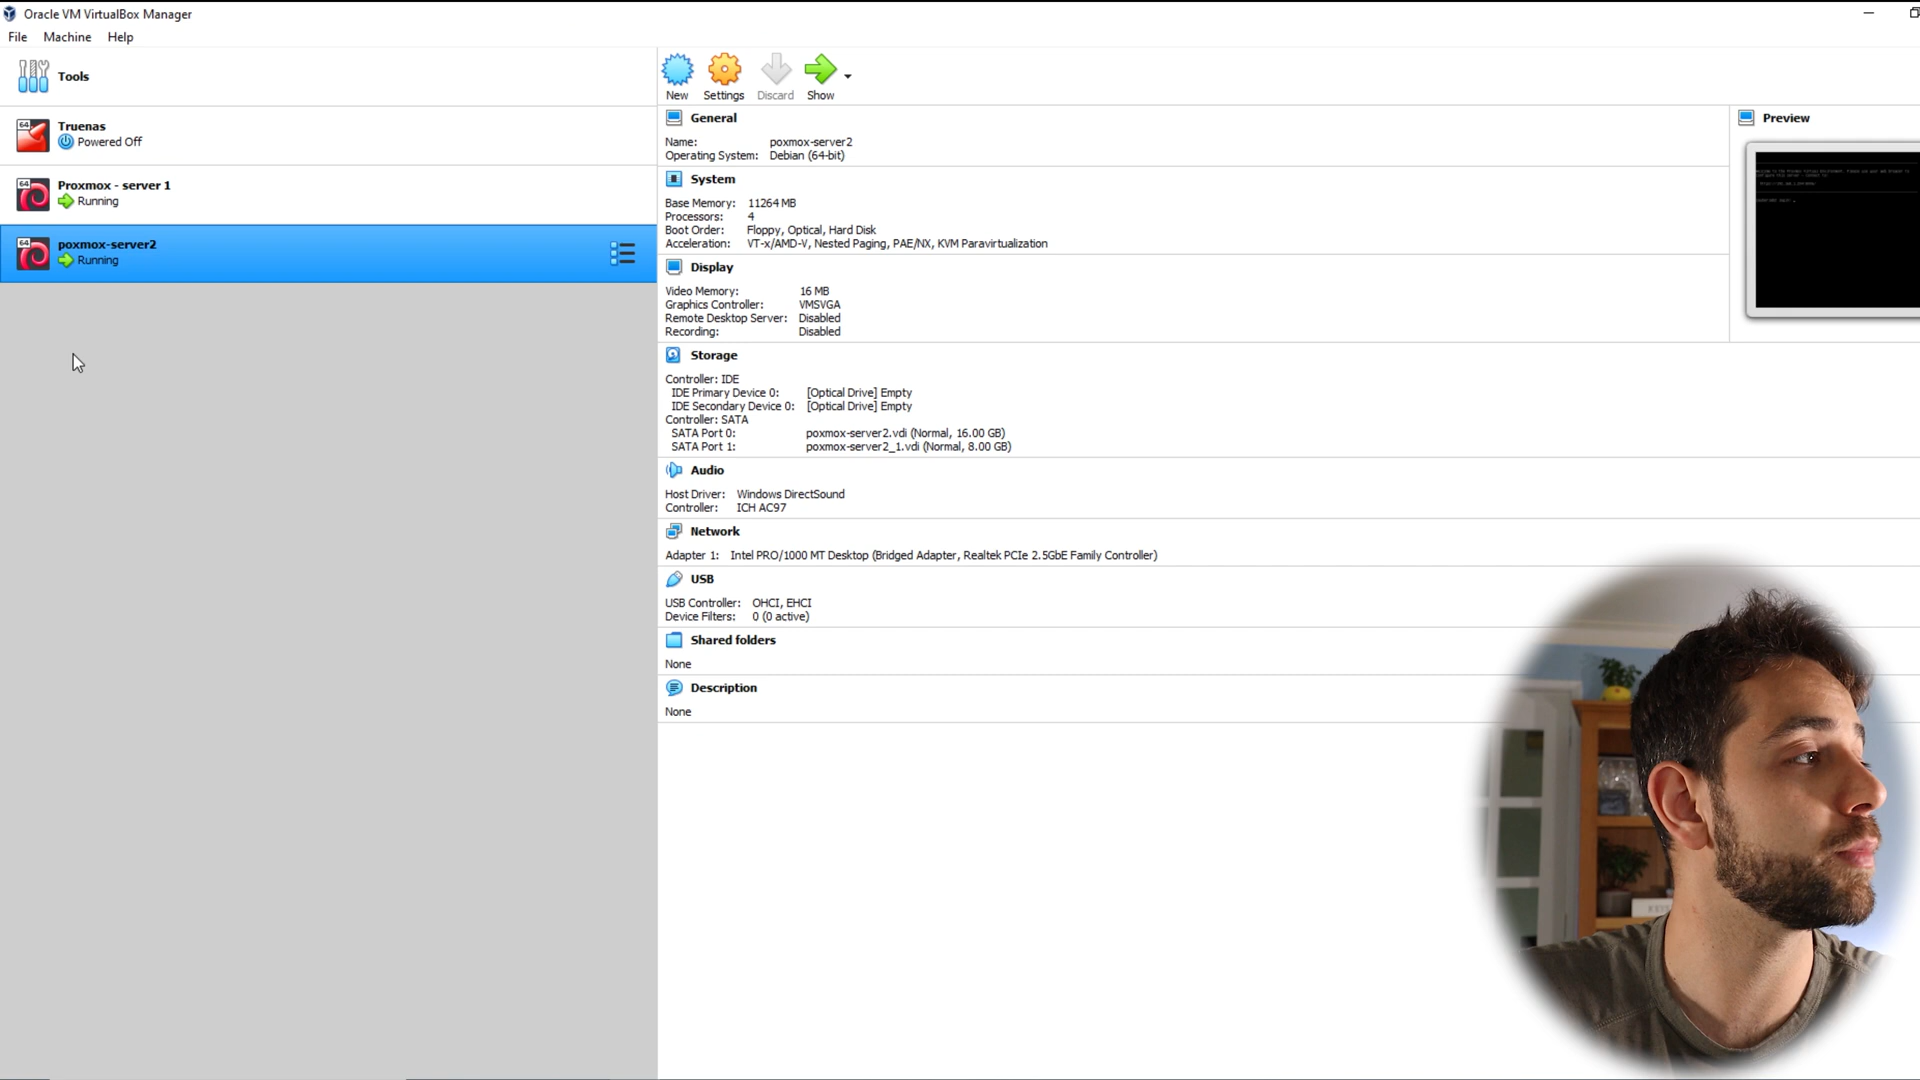 Oracle VM VirtualBox Manager
File Machine Help
Tools
64 Truenas
Powered Off
64 Proxmox - server 1
Running
64 poxmox-server2
Running
New Settings Discard Show
General
Name: poxmox-server2
Operating System: Debian (64-bit)
System
Base Memory: 11264 MB
Processors: 4
Boot Order: Floppy, Optical, Hard Disk
Acceleration: VT-x/AMD-V, Nested Paging, PAE/NX, KVM Paravirtualization
Display
Video Memory: 16 MB
Graphics Controller: VMSVGA
Remote Desktop Server: Disabled
Recording: Disabled
Storage
Controller: IDE
IDE Primary Device 0: [Optical Drive] Empty
IDE Secondary Device 0: [Optical Drive] Empty
Controller: SATA
SATA Port 0: poxmox-server2.vdi (Normal, 16.00 GB)
SATA Port 1: poxmox-server2_1.vdi (Normal, 8.00 GB)
Audio
Host Driver: Windows DirectSound
Controller: ICH AC97
Network
Adapter 1: Intel PRO/1000 MT Desktop (Bridged Adapter, Realtek PCIe 2.5GbE Family Controller)
USB
USB Controller: OHCI, EHCI
Device Filters: 0 (0 active)
Shared folders
None
Description
None
Preview